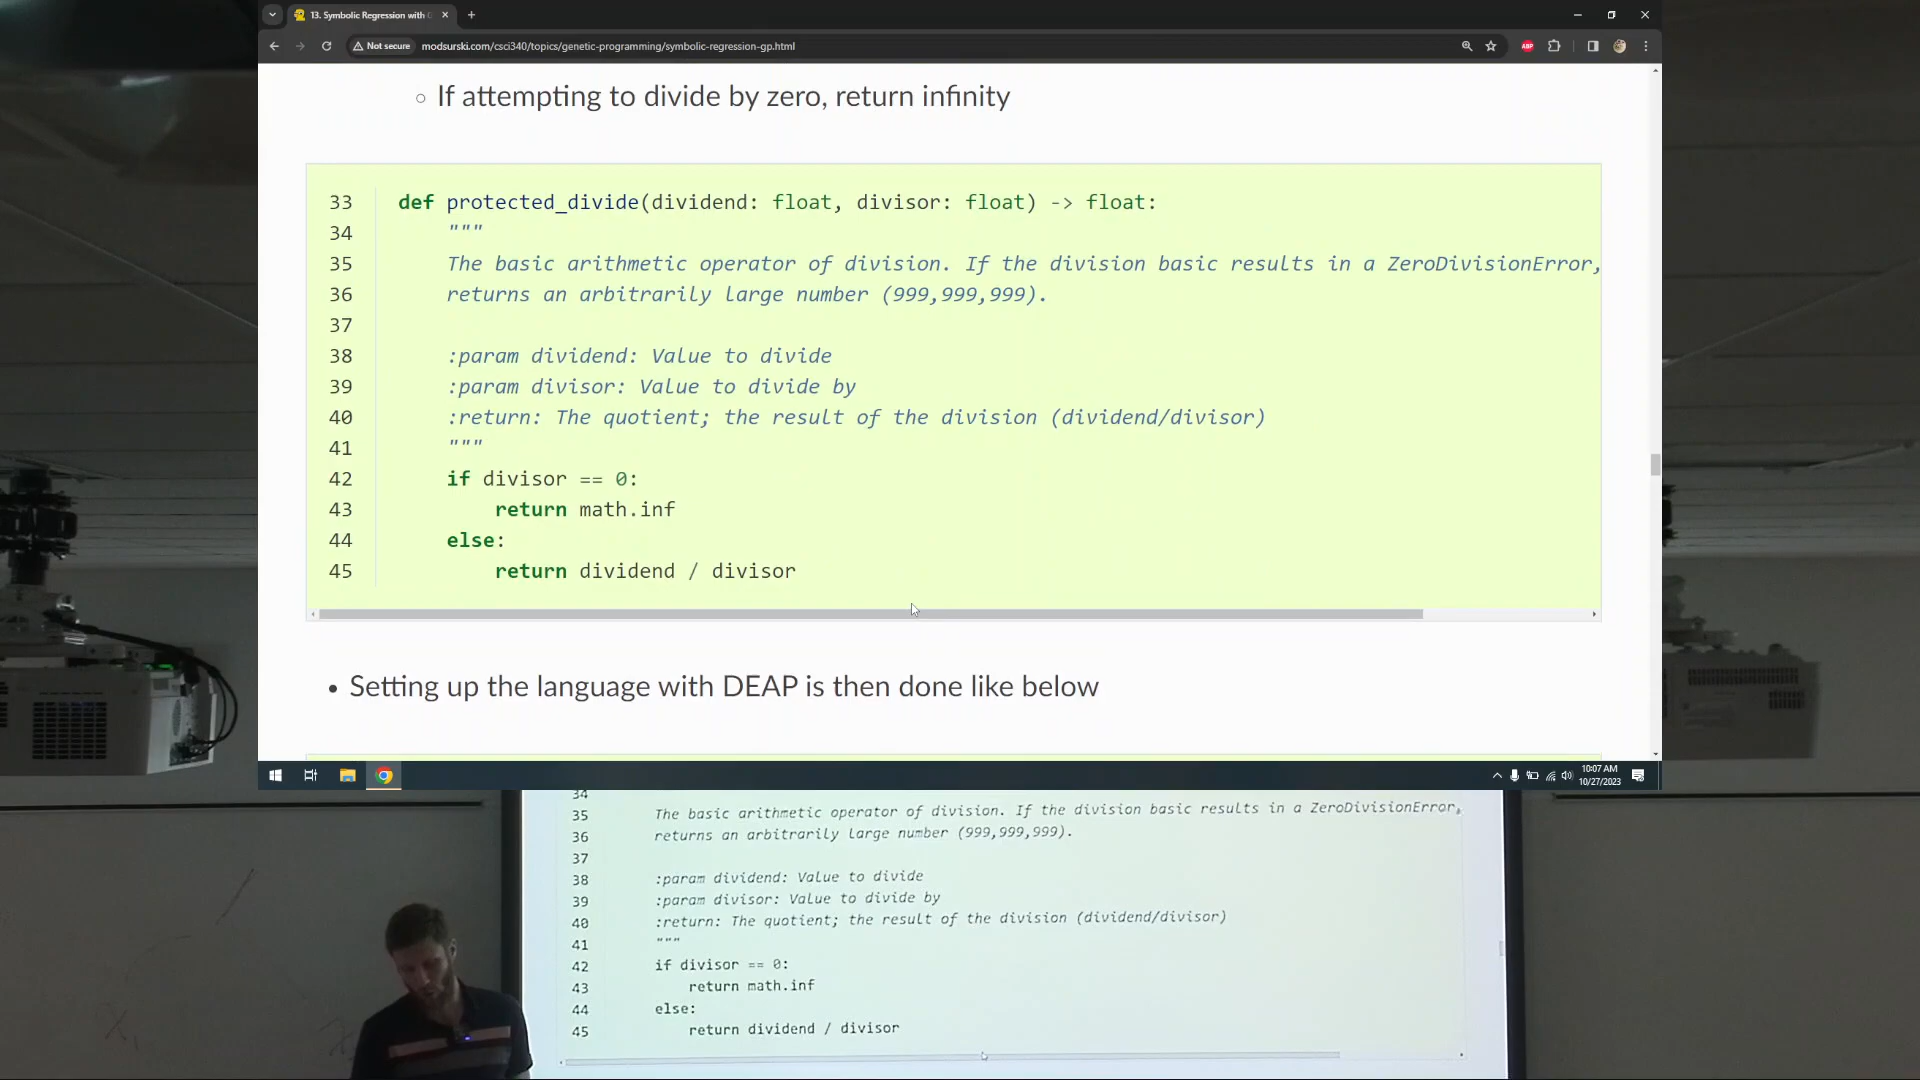 13. Symbolic Regression with G
Not secure
modsurski.com/csci340/topics/genetic-programming/symbolic-regression-gp.html
ABP
If attempting to divide by zero, return infinity
33 def protected_divide(dividend: float, divisor: float) -> float:
34 """
35 The basic arithmetic operator of division. If the division basic results in a ZeroDivisionError,
36 returns an arbitrarily large number (999,999,999).
37
38 :param dividend: Value to divide
39 :param divisor: Value to divide by
40 :return: The quotient; the result of the division (dividend/divisor)
41 """
42 if divisor == 0:
43 return math.inf
44 else:
45 return dividend / divisor
• Setting up the language with DEAP is then done like below
10:07 AM
10/27/2023
34
35 The basic arithmetic operator of division. If the division basic results in a ZeroDivisionError,
36 returns an arbitrarily large number (999,999,999).
37
38 :param dividend: Value to divide
39 :param divisor: Value to divide by
40 :return: The quotient; the result of the division (dividend/divisor)
41 """
42 if divisor == 0:
43 return math.inf
44 else:
45 return dividend / divisor